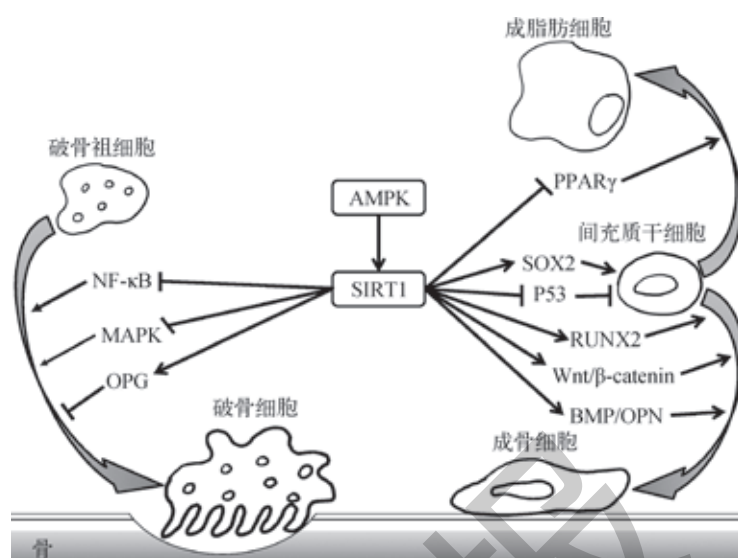 成脂肪细胞
破骨祖细胞
PPARγ
AMPK
间充质干细胞
SOX2
NF-κB
SIRT1
P53
MAPK
RUNX2
OPG
Wnt/β-catenin
破骨细胞
BMP/OPN
成骨细胞
骨